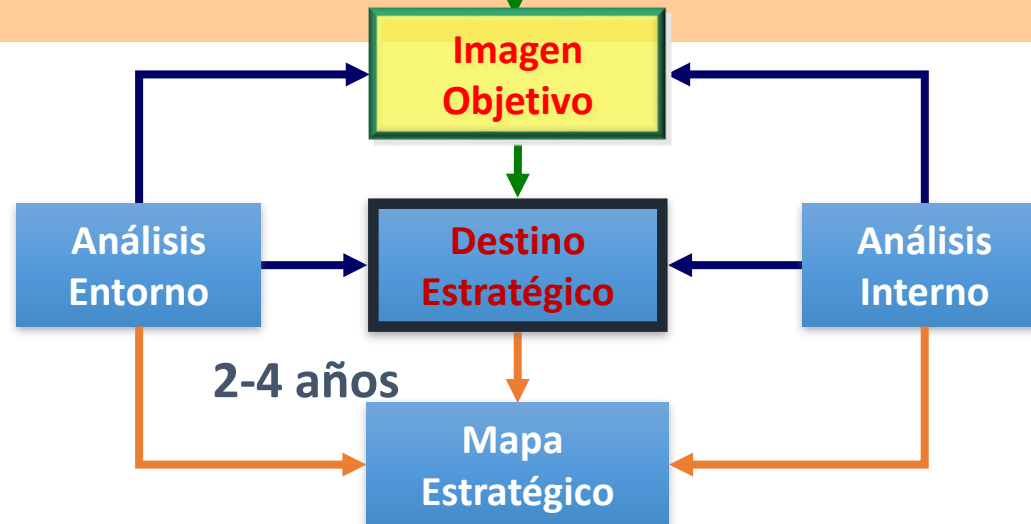 Imagen
Objetivo
Análisis
Entorno
Destino
Estratégico
Análisis
Interno
2-4 años
Mapa
Estratégico